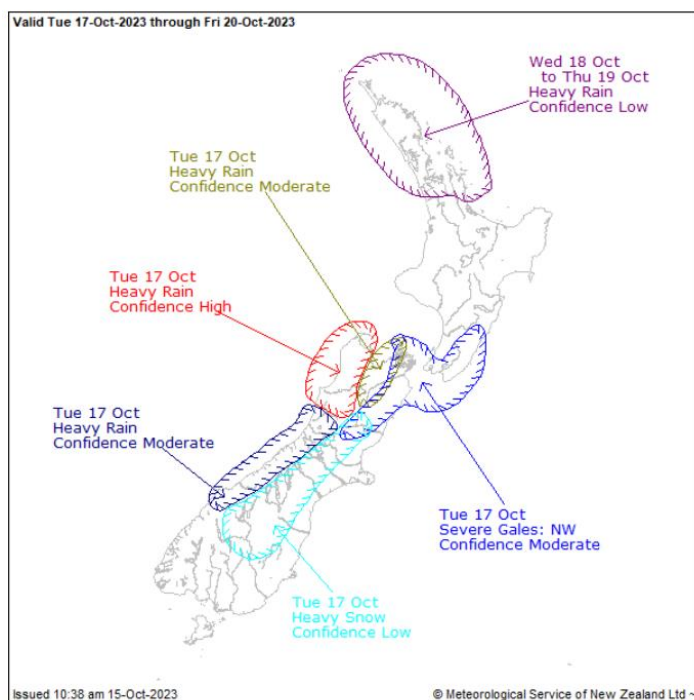 Valid Tue 17-Oct-2023 through Fri 20-Oct-2023
Wed 18 Oct
to Thu 19 Oct
Heavy Rain
Confidence Low
Tue 17 Oct
Heavy Rain
Confidence Moderate
Tue 17 Oct
Heavy Rain
Confidence High
Tue 17 Oct
Heavy Rain
Confidence Moderate
Tue 17 Oct
Severe Gales: NW
Confidence Moderate
Tue 17 Oct
Heavy Snow
Confidence Low
Issued 10:38 am 15-Oct-2023
© Meteorological Service of New Zealand Ltd ~